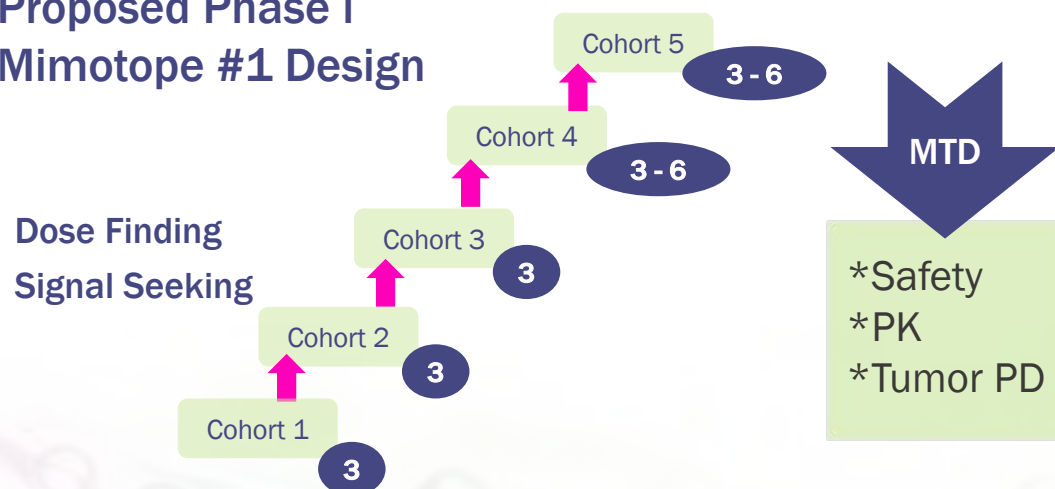 Proposed Phase I
Mimotope #1 Design
Cohort 5
3 - 6
Cohort 4
3 - 6
MTD
Dose Finding
Signal Seeking
Cohort 3
3
*Safety
*PK
*Tumor PD
Cohort 2
3
Cohort 1
3